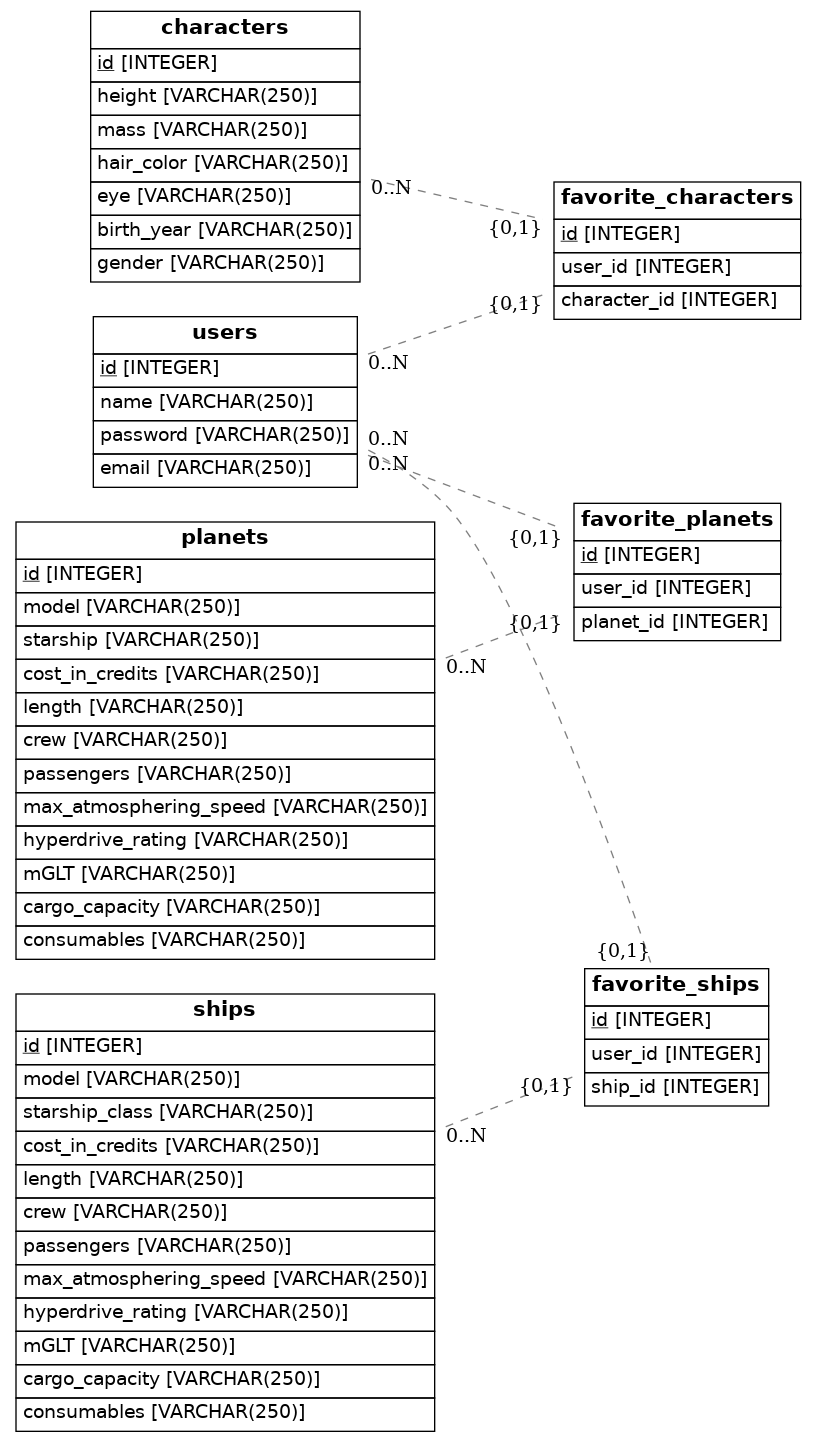 characters
id [INTEGER]
height [VARCHAR(250)]
mass [VARCHAR(250)]
hair_color [VARCHAR(250)]
eye [VARCHAR(250)]
birth_year [VARCHAR(250)]
gender [VARCHAR(250)]
0..N
{0,1}
favorite_characters
id [INTEGER]
user_id [INTEGER]
character_id [INTEGER]
{0,1}
0..N
users
id [INTEGER]
name [VARCHAR(250)]
password [VARCHAR(250)]
email [VARCHAR(250)]
0..N
0..N
{0,1}
favorite_planets
id [INTEGER]
user_id [INTEGER]
planet_id [INTEGER]
{0,1}
0..N
planets
id [INTEGER]
model [VARCHAR(250)]
starship [VARCHAR(250)]
cost_in_credits [VARCHAR(250)]
length [VARCHAR(250)]
crew [VARCHAR(250)]
passengers [VARCHAR(250)]
max_atmosphering_speed [VARCHAR(250)]
hyperdrive_rating [VARCHAR(250)]
mGLT [VARCHAR(250)]
cargo_capacity [VARCHAR(250)]
consumables [VARCHAR(250)]
{0,1}
favorite_ships
id [INTEGER]
user_id [INTEGER]
ship_id [INTEGER]
{0,1}
0..N
ships
id [INTEGER]
model [VARCHAR(250)]
starship_class [VARCHAR(250)]
cost_in_credits [VARCHAR(250)]
length [VARCHAR(250)]
crew [VARCHAR(250)]
passengers [VARCHAR(250)]
max_atmosphering_speed [VARCHAR(250)]
hyperdrive_rating [VARCHAR(250)]
mGLT [VARCHAR(250)]
cargo_capacity [VARCHAR(250)]
consumables [VARCHAR(250)]